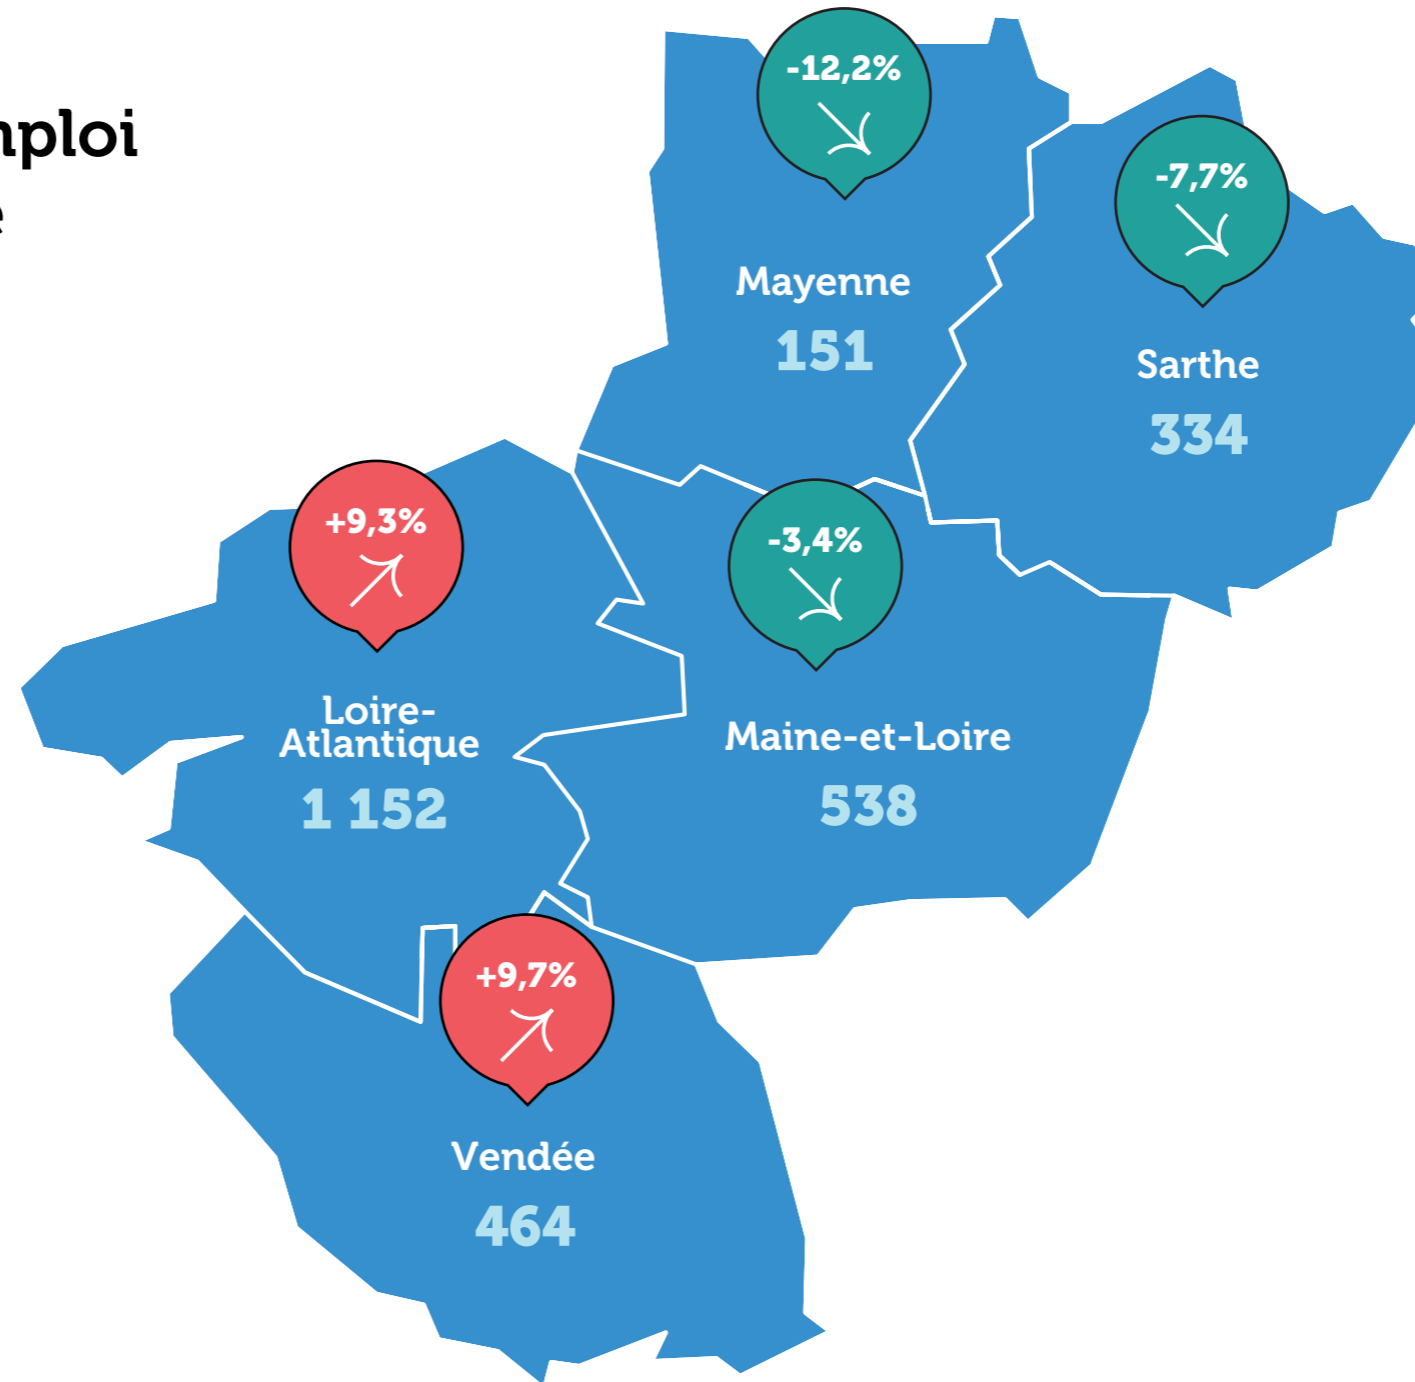 -12,2%
-7,7%
Mayenne
151
Sarthe
334
+9,3%
-3,4%
Loire-
Atlantique
1 152
Maine-et-Loire
538
+9,7%
Vendée
464